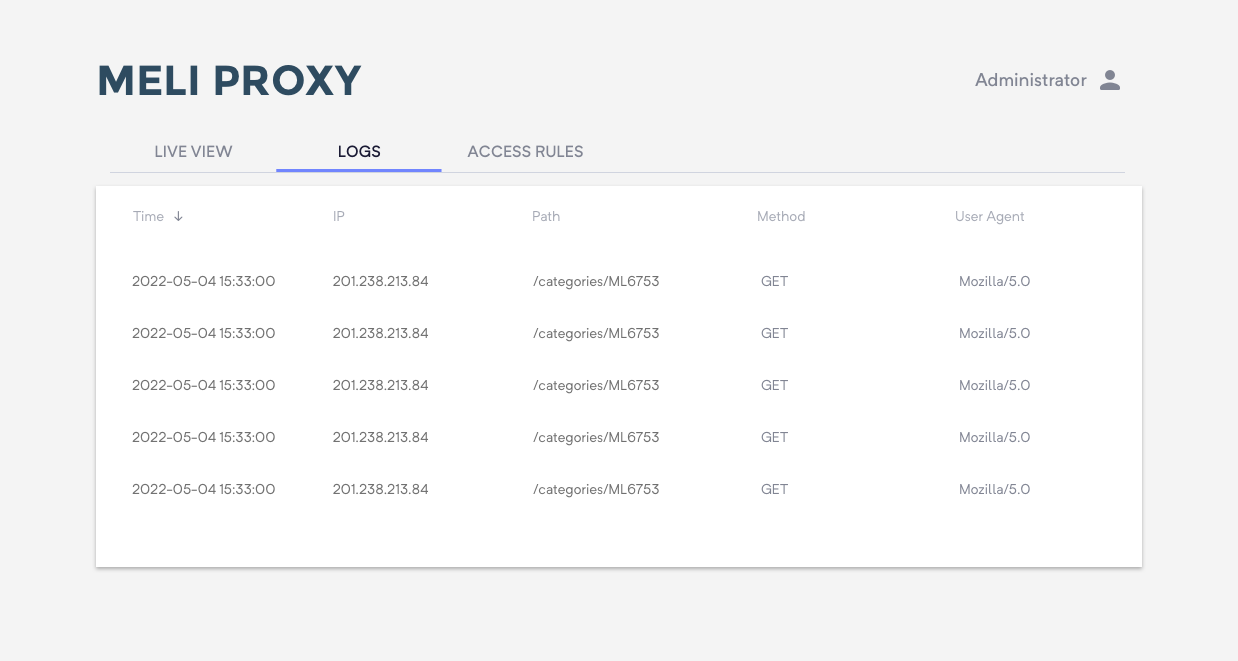 MELI PROXY
Administrator
LIVE VIEW LOGS ACCESS RULES
Time ↓ IP Path Method User Agent
2022-05-04 15:33:00 201.238.213.84 /categories/ML6753 GET Mozilla/5.0
2022-05-04 15:33:00 201.238.213.84 /categories/ML6753 GET Mozilla/5.0
2022-05-04 15:33:00 201.238.213.84 /categories/ML6753 GET Mozilla/5.0
2022-05-04 15:33:00 201.238.213.84 /categories/ML6753 GET Mozilla/5.0
2022-05-04 15:33:00 201.238.213.84 /categories/ML6753 GET Mozilla/5.0